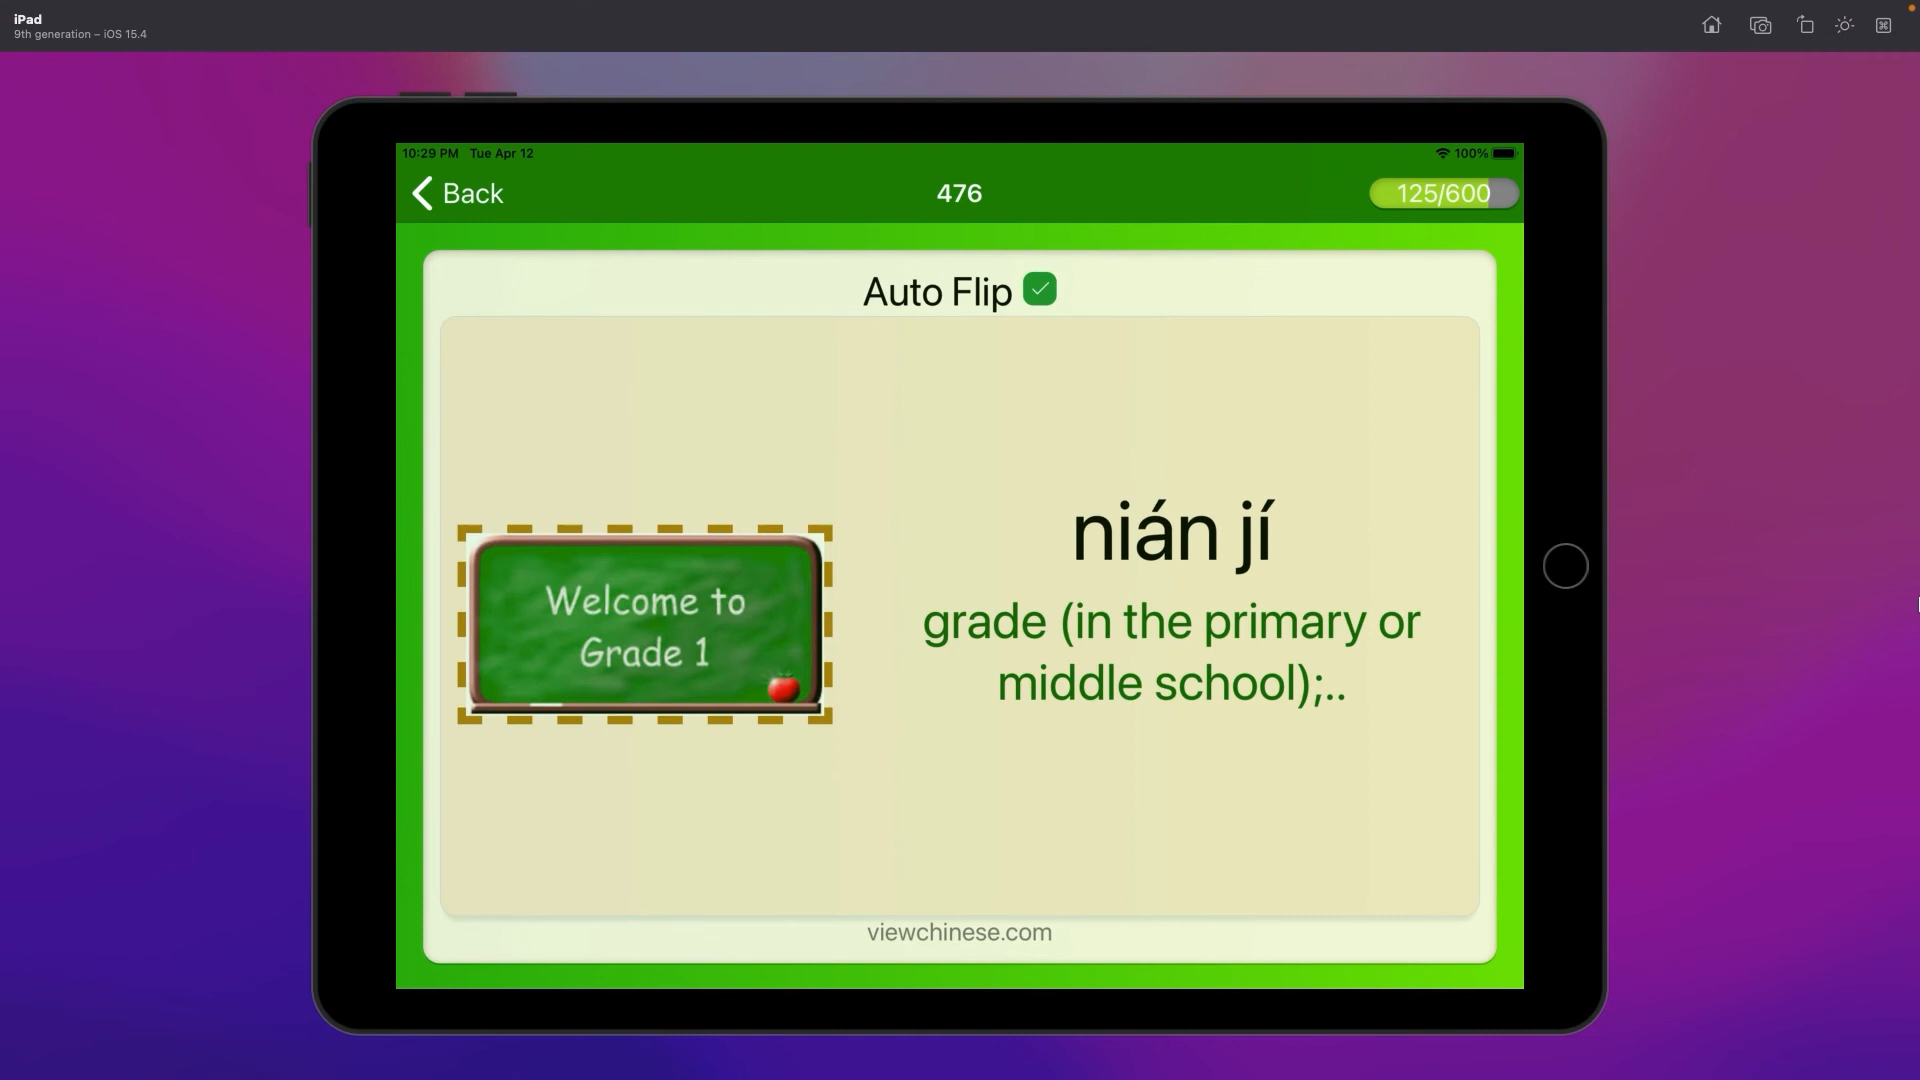 iPad
9th generation – iOS 15.4
10:29 PM Tue Apr 12
100%
Back
476
125/600
Auto Flip
Welcome to
Grade 1
nián jí
grade (in the primary or
middle school);..
viewchinese.com